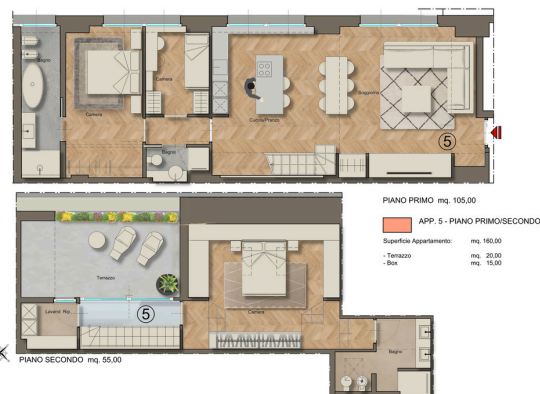 Bagno
Camera
Camera
Bagno
Cucina/Pranzo
Soggiorno
5
PIANO PRIMO mq. 105,00
APP. 5 - PIANO PRIMO/SECONDO
Superficie Appartamento: mq. 160,00
- Terrazzo mq. 20,00
- Box mq. 15,00
Terrazzo
Camera
Lavand. Rip.
5
Bagno
PIANO SECONDO mq. 55,00